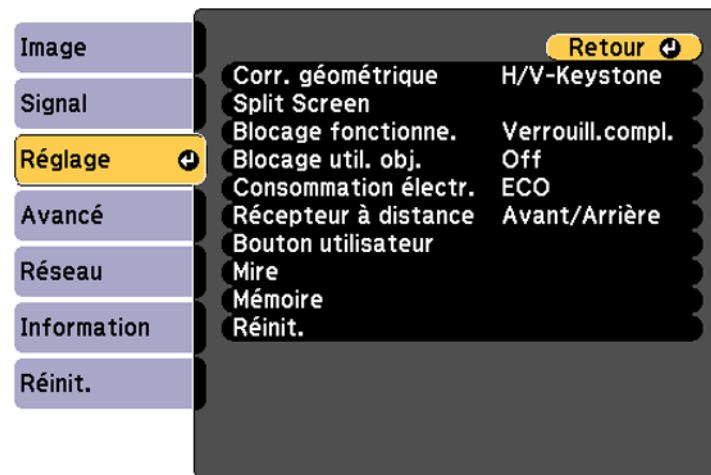 Image
Signal
Réglage
Avancé
Réseau
Information
Réinit.
Retour
Corr. géométrique H/V-Keystone
Split Screen
Blocage fonctionne. Verrouill.compl.
Blocage util. obj. Off
Consommation électr. ECO
Récepteur à distance Avant/Arrière
Bouton utilisateur
Mire
Mémoire
Réinit.